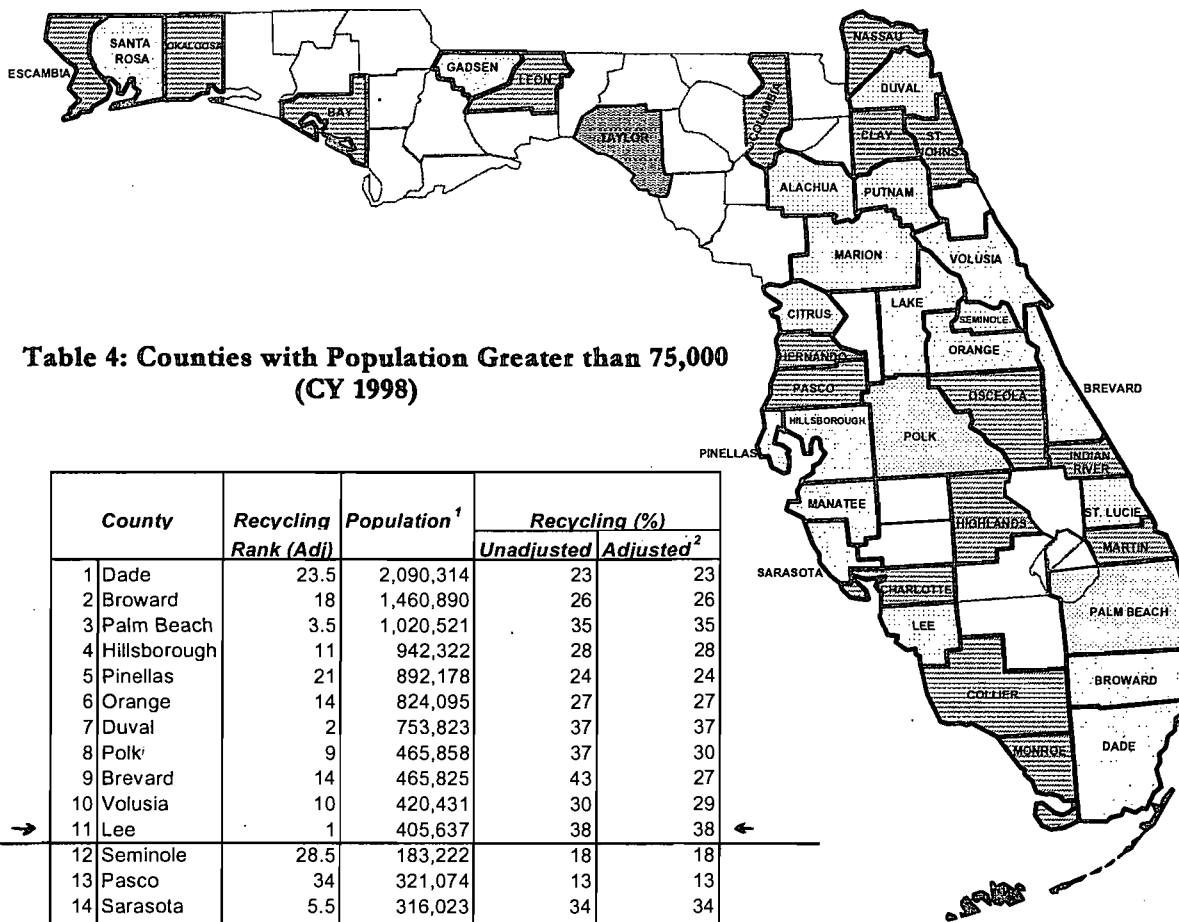 NASSAU
SANTA
ROSA
OKALOOSA
ESCAMBIA
GADSEN
LEON
DUVAL
BAY
COLUMBIA
TAYLOR
CLAY
ST.
JOHNS
ALACHUA
PUTNAM
MARION
VOLUSIA
LAKE
CITRUS
SEMINOLE
ORANGE
HERNANDO
PASCO
OSCEOLA
BREVARD
HILLSBOROUGH
POLK
PINELLAS
INDIAN
RIVER
MANATEE
ST. LUCIE
HIGHLANDS
MARTIN
SARASOTA
CHARLOTTE
PALM BEACH
LEE
BROWARD
COLLIER
DADE
MONROE
Table 4: Counties with Population Greater than 75,000
(CY 1998)
County Recycling Population¹ Recycling (%)
Rank (Adj) Unadjusted Adjusted²
1 Dade 23.5 2,090,314 23 23
2 Broward 18 1,460,890 26 26
3 Palm Beach 3.5 1,020,521 35 35
4 Hillsborough 11 942,322 28 28
5 Pinellas 21 892,178 24 24
6 Orange 14 824,095 27 27
7 Duval 2 753,823 37 37
8 Polk 9 465,858 37 30
9 Brevard 14 465,825 43 27
10 Volusia 10 420,431 30 29
→ 11 Lee 1 405,637 38 38 ←
12 Seminole 28.5 183,222 18 18
13 Pasco 34 321,074 13 13
14 Sarasota 5.5 316,023 34 34